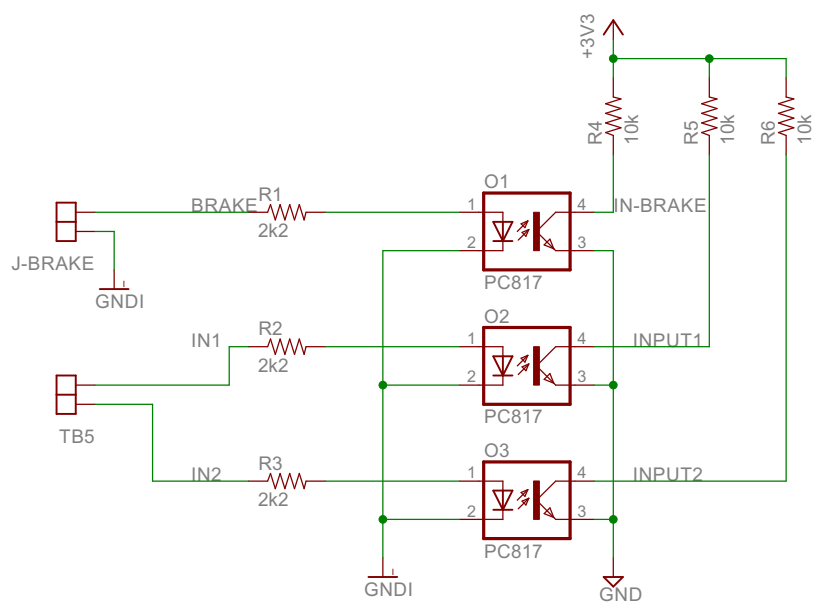 +3V3
R4
10k
R5
10k
R6
10k
O1
BRAKE
R1
2k2
1
4
IN-BRAKE
2
3
J-BRAKE
PC817
GNDI
O2
IN1
R2
2k2
1
4
INPUT1
2
3
TB5
PC817
O3
IN2
R3
2k2
1
4
INPUT2
2
3
PC817
GNDI
GND